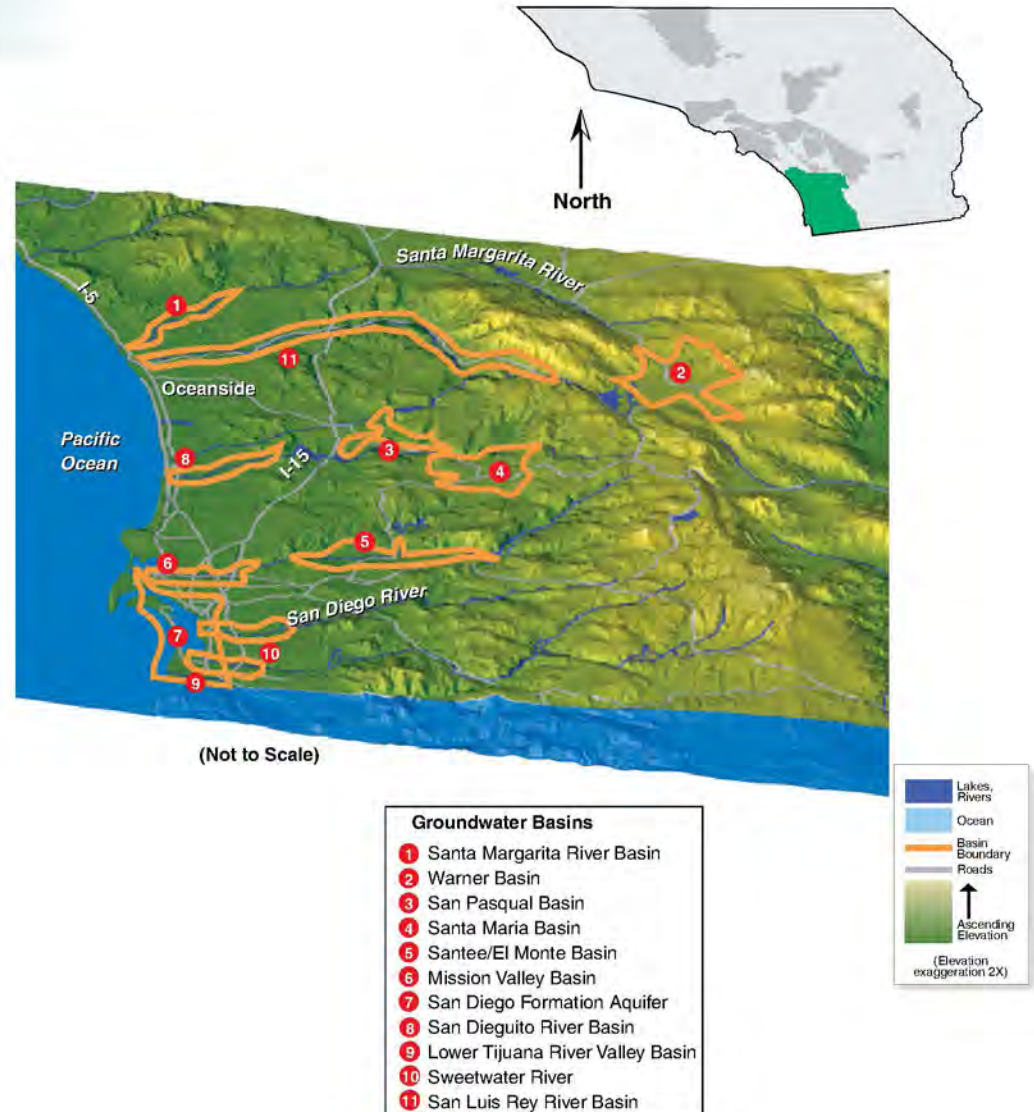 North
Santa Margarita River
I-5
1
2
11
Oceanside
Pacific
Ocean
3
8
I-15
4
5
6
San Diego River
7
10
9
(Not to Scale)
Lakes,
Rivers
Ocean
Basin
Boundary
Roads
Ascending
Elevation
(Elevation
exaggeration 2X)
Groundwater Basins
1 Santa Margarita River Basin
2 Warner Basin
3 San Pasqual Basin
4 Santa Maria Basin
5 Santee/El Monte Basin
6 Mission Valley Basin
7 San Diego Formation Aquifer
8 San Dieguito River Basin
9 Lower Tijuana River Valley Basin
10 Sweetwater River
11 San Luis Rey River Basin